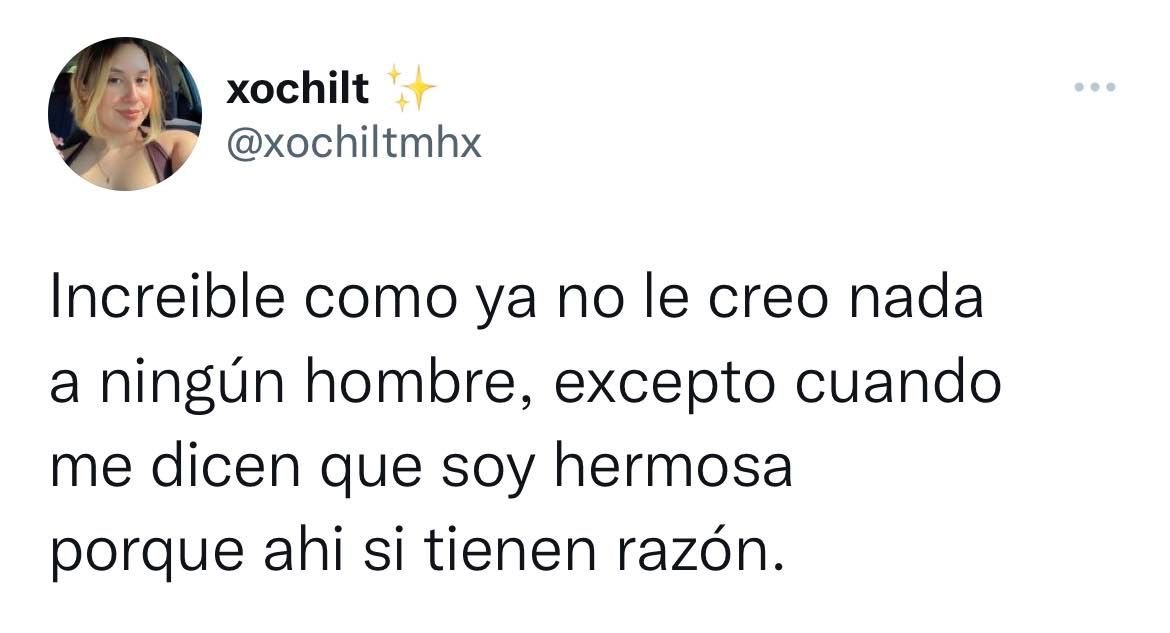 xochilt ✨
@xochiltmhx
Increible como ya no le creo nada
a ningún hombre, excepto cuando
me dicen que soy hermosa
porque ahi si tienen razón.